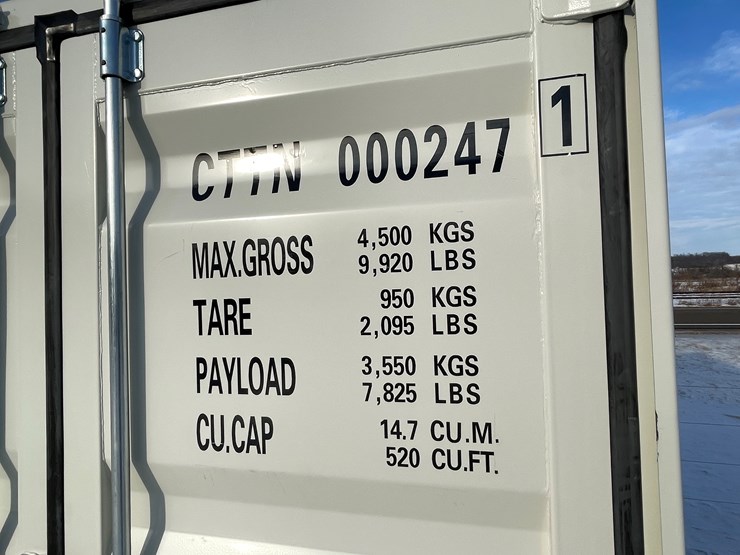 CTTN 000247 1
MAX.GROSS 4,500 KGS
9,920 LBS
TARE 950 KGS
2,095 LBS
PAYLOAD 3,550 KGS
7,825 LBS
CU.CAP 14.7 CU.M.
520 CU.FT.